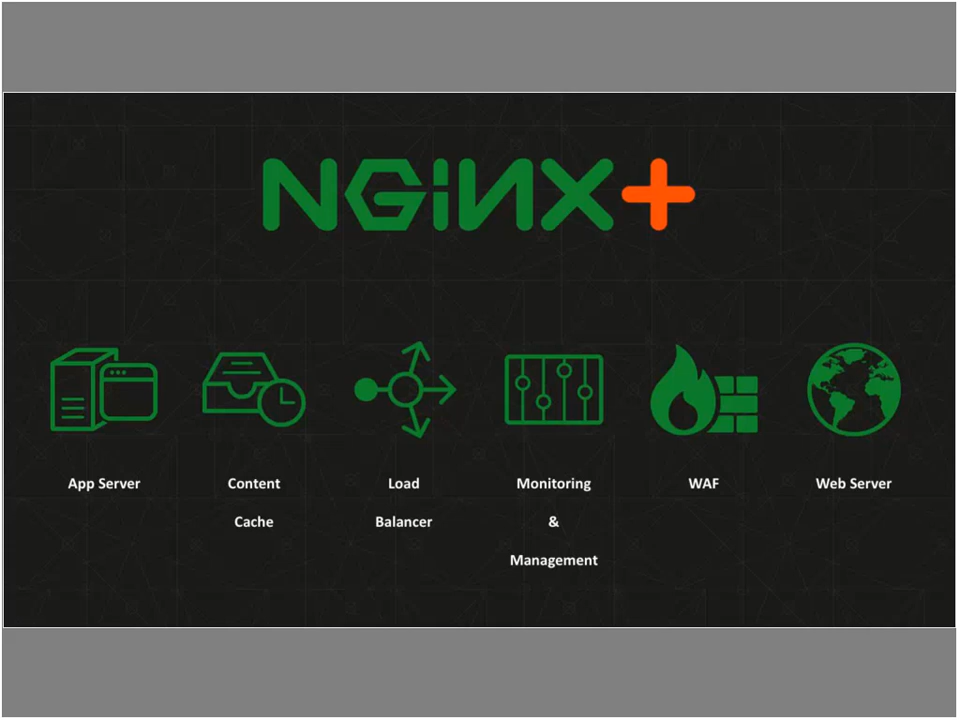 NGINX+
App Server
Content
Cache
Load
Balancer
Monitoring
&
Management
WAF
Web Server